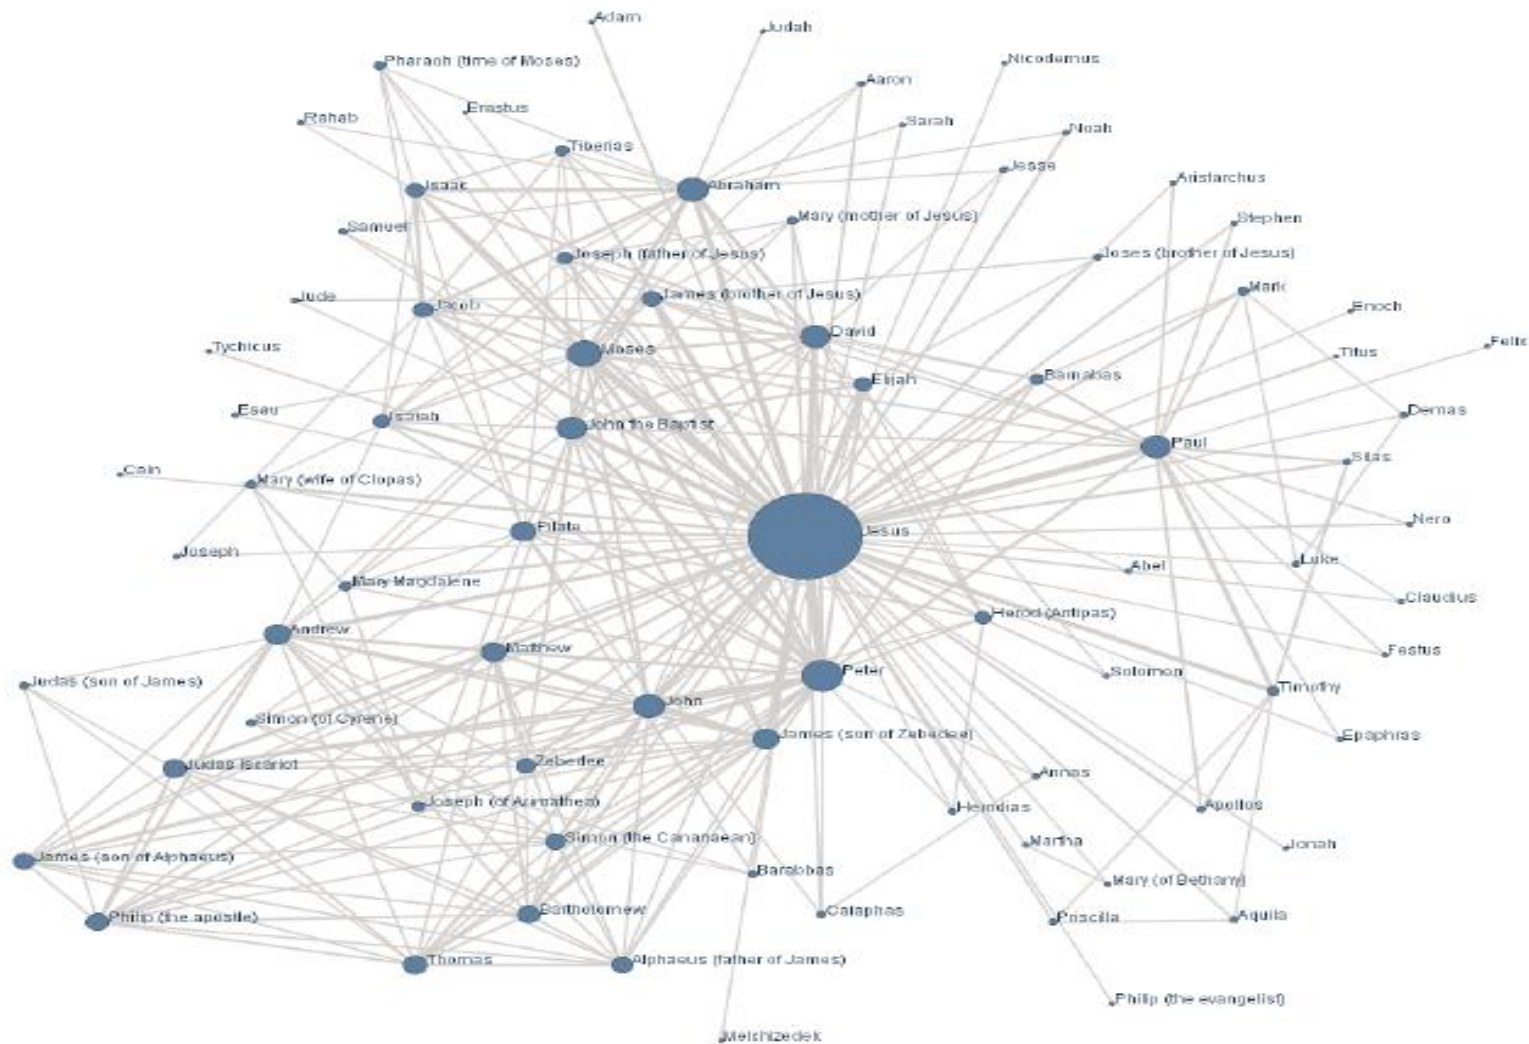 Adam
Judah
Nicodemus
Pharaoh (time of Moses)
Aaron
Erastus
Rahab
Sarah
Noah
Tiberias
Jesse
Aristarchus
Isaak
Abraham
Mary (mother of Jesus)
Stephen
Samuel
Joseph (father of Jesus)
Joses (brother of Jesus)
Mark
James (brother of Jesus)
Jude
Jacob
Enoch
David
Felix
Tychicus
Moses
Titus
Elijah
Barnabas
Esau
Isaiah
John the Baptist
Demas
Paul
Silas
Cain
Mary (wife of Clopas)
Nero
Pilate
Jesus
Joseph
Luke
Abel
Mary Magdalene
Claudius
Herod (Antipas)
Andrew
Matthew
Festus
Peter
Solomon
Judas (son of James)
Timothy
John
Simon (of Cyrene)
James (son of Zebedee)
Epaphras
Judas Iscariot
Zebedee
Annas
Joseph (of Arimathea)
Herodias
Apollos
Simon (the Cananaean)
Martha
Jonah
James (son of Alphaeus)
Barabbas
Mary (of Bethany)
Philip (the apostle)
Bartholomew
Caiaphas
Priscilla
Aquila
Thomas
Alphaeus (father of James)
Philip (the evangelist)
Melchizedek